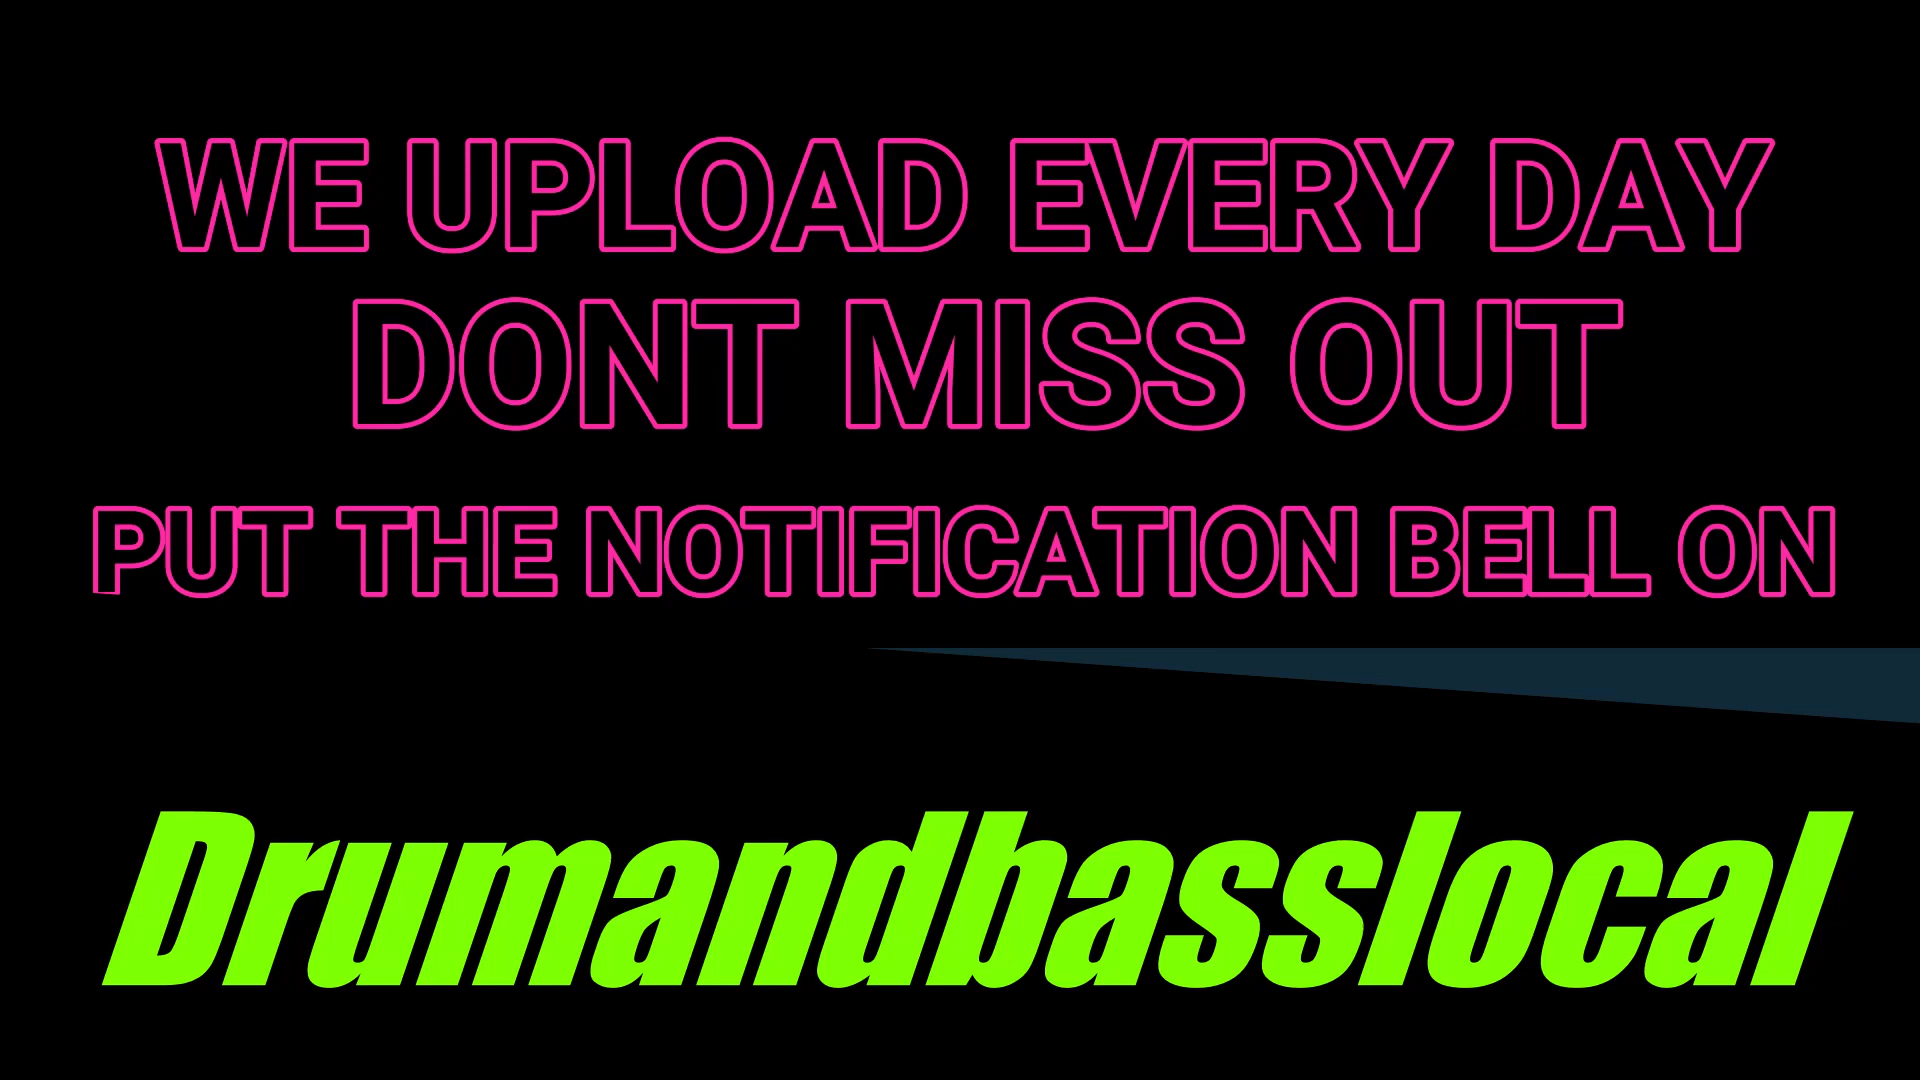 WE UPLOAD EVERY DAY
DONT MISS OUT
PUT THE NOTIFICATION BELL ON
Drumandbasslocal